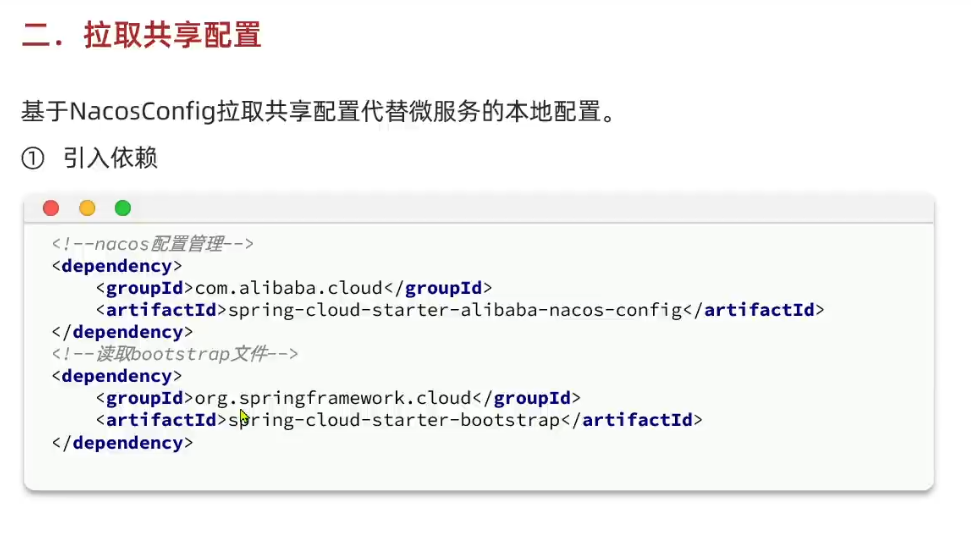 二．拉取共享配置
基于NacosConfig拉取共享配置代替微服务的本地配置。
① 引入依赖
<!--nacos配置管理-->
<dependency>
    <groupId>com.alibaba.cloud</groupId>
    <artifactId>spring-cloud-starter-alibaba-nacos-config</artifactId>
</dependency>
<!--读取bootstrap文件-->
<dependency>
    <groupId>org.springframework.cloud</groupId>
    <artifactId>spring-cloud-starter-bootstrap</artifactId>
</dependency>